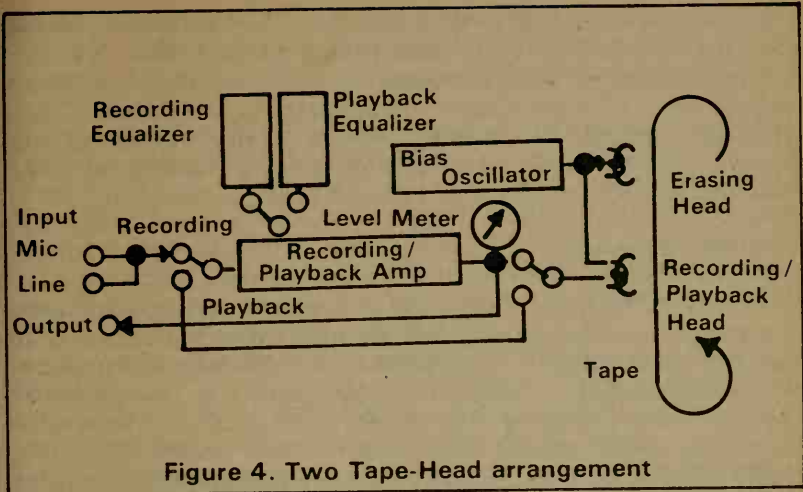 Recording
Equalizer
Playback
Equalizer
Bias
Oscillator
Erasing
Head
Input
Mic
Line
Output
Recording
Level Meter
Recording /
Playback Amp
Playback
Recording /
Playback
Head
Tape
Figure 4. Two Tape-Head arrangement